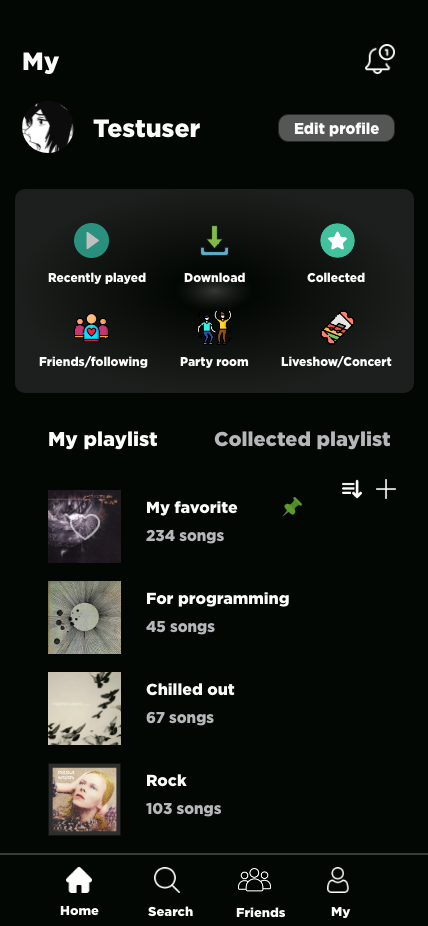 My
1
Testuser
Edit profile
Recently played
Download
Collected
Friends/following
Party room
Liveshow/Concert
My playlist
Collected playlist
My favorite
234 songs
For programming
45 songs
Chilled out
67 songs
Rock
103 songs
Home
Search
Friends
My